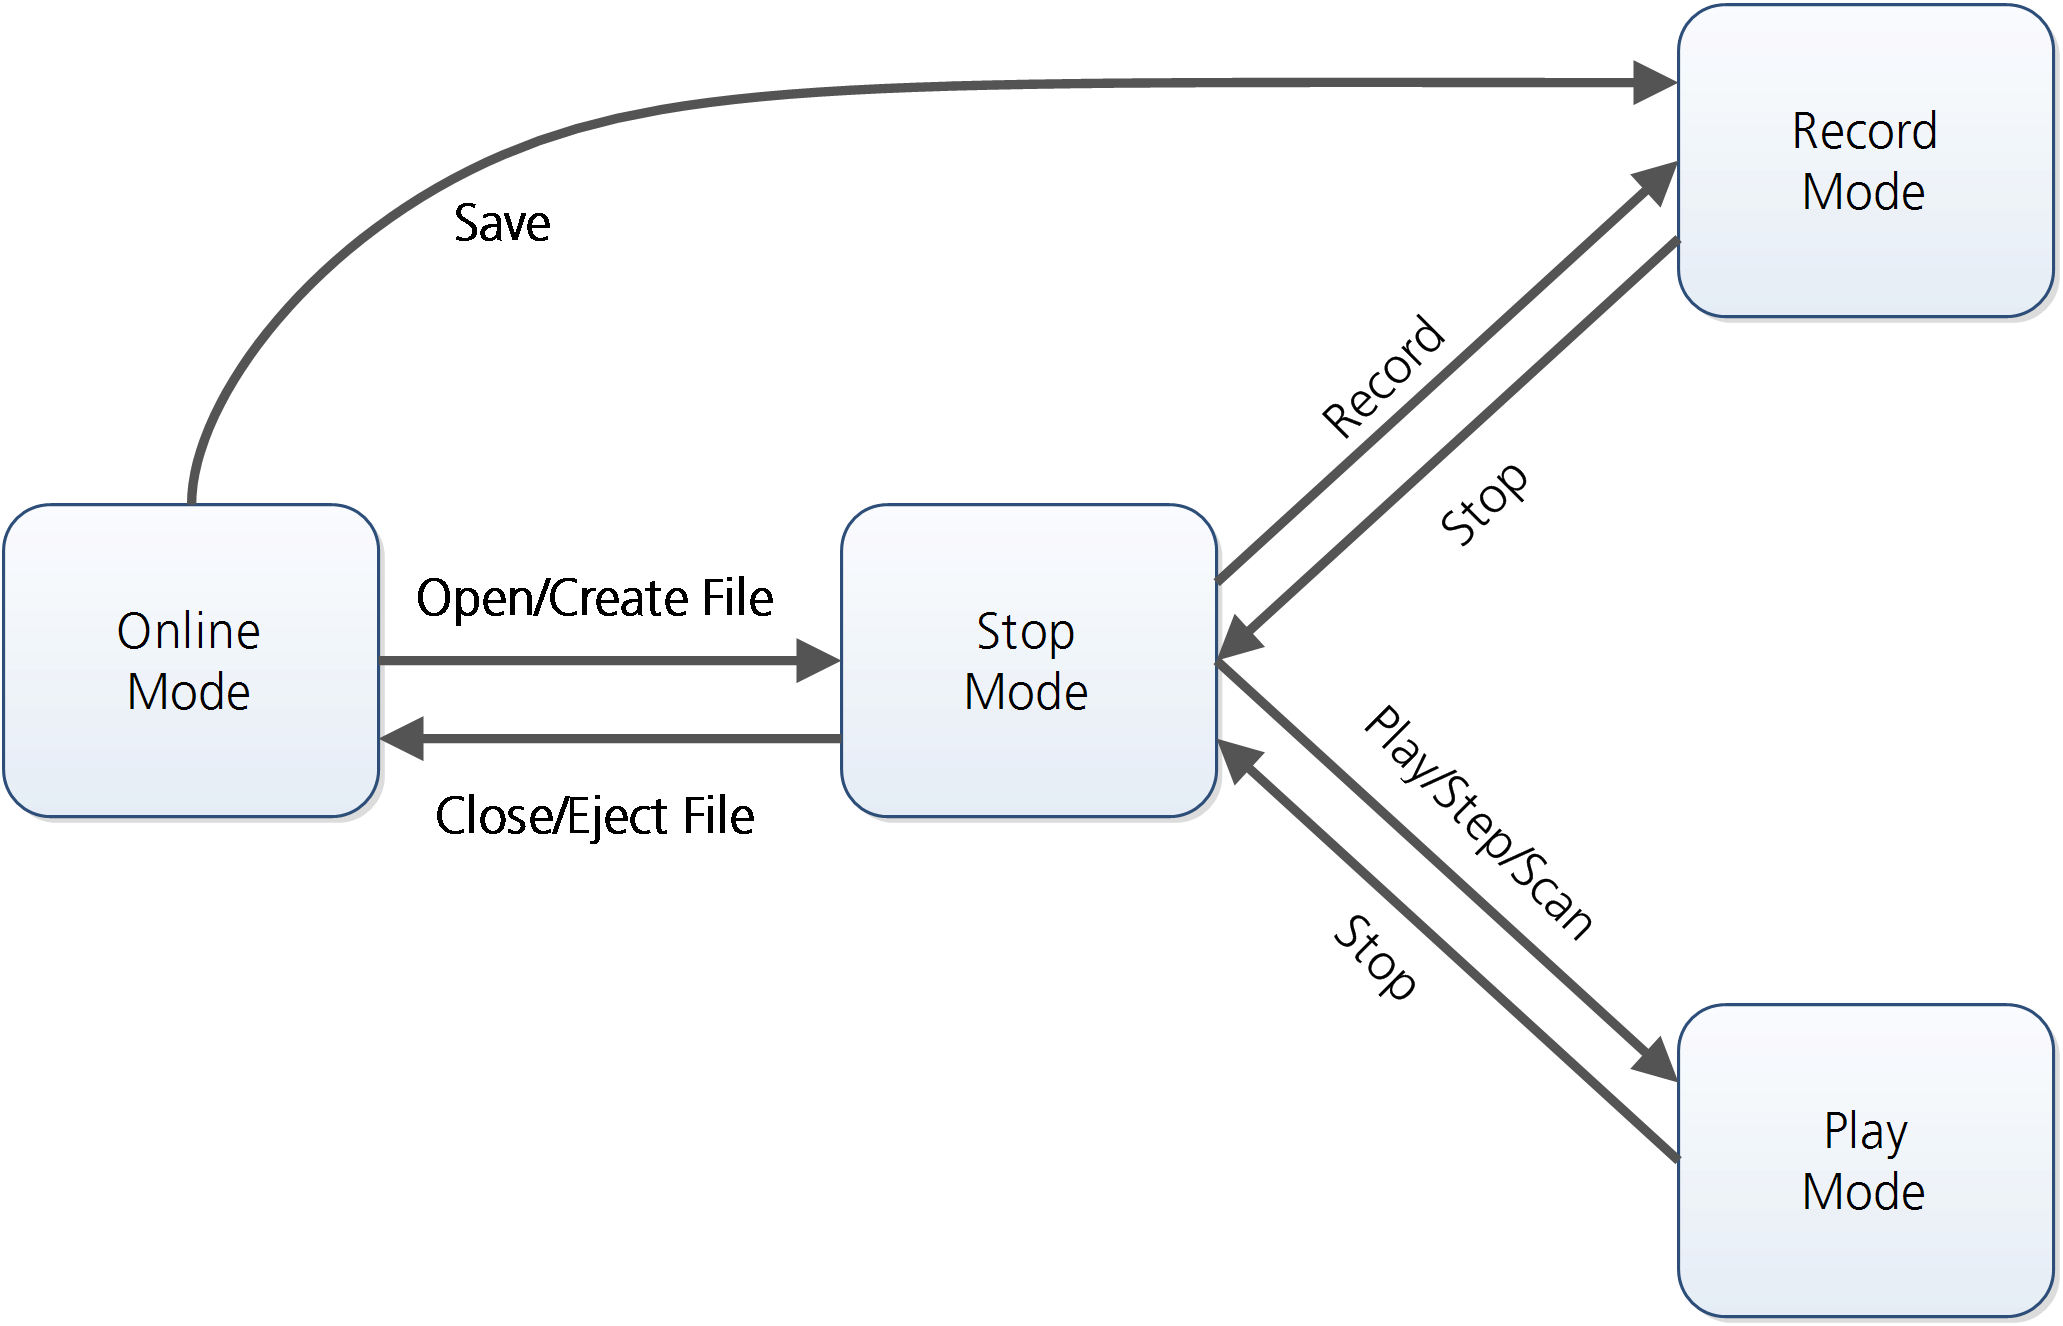 Record
Mode
Save
Record
Stop
Open/Create File
Online
Mode
Stop
Mode
Close/Eject File
Play/Step/Scan
Stop
Play
Mode